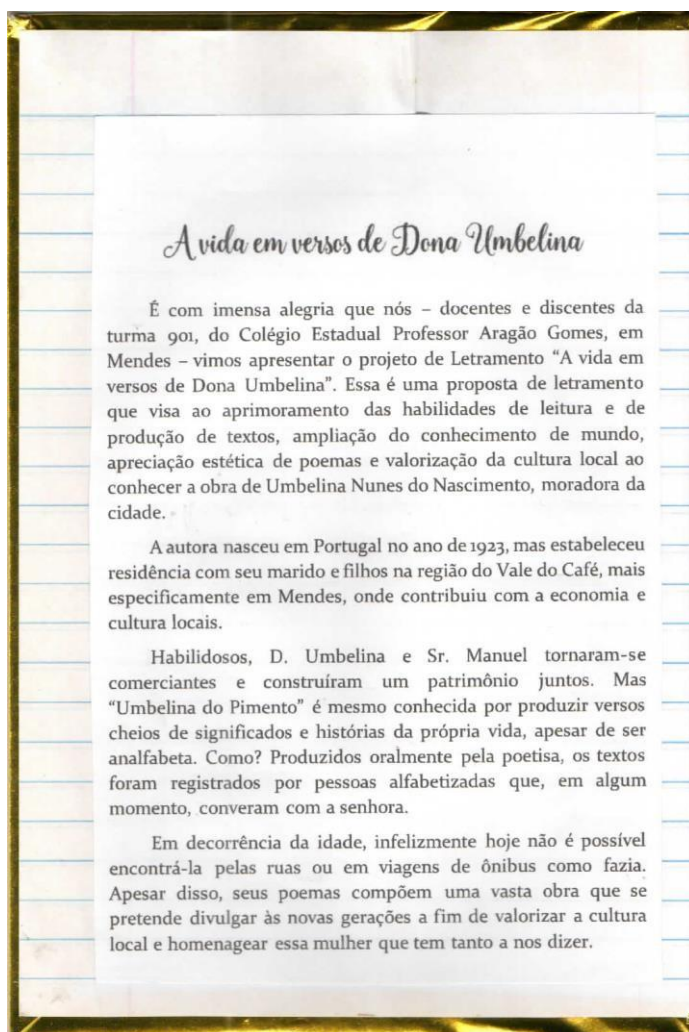 A vida em versos de Dona Umbelina
É com imensa alegria que nós – docentes e discentes da
turma 901, do Colégio Estadual Professor Aragão Gomes, em
Mendes – vimos apresentar o projeto de Letramento “A vida em
versos de Dona Umbelina”. Essa é uma proposta de letramento
que visa ao aprimoramento das habilidades de leitura e de
produção de textos, ampliação do conhecimento de mundo,
apreciação estética de poemas e valorização da cultura local ao
conhecer a obra de Umbelina Nunes do Nascimento, moradora da
cidade.
A autora nasceu em Portugal no ano de 1923, mas estabeleceu
residência com seu marido e filhos na região do Vale do Café, mais
especificamente em Mendes, onde contribuiu com a economia e
cultura locais.
Habilidosos, D. Umbelina e Sr. Manuel tornaram-se
comerciantes e construíram um patrimônio juntos. Mas
“Umbelina do Pimento” é mesmo conhecida por produzir versos
cheios de significados e histórias da própria vida, apesar de ser
analfabeta. Como? Produzidos oralmente pela poetisa, os textos
foram registrados por pessoas alfabetizadas que, em algum
momento, converam com a senhora.
Em decorrência da idade, infelizmente hoje não é possível
encontrá-la pelas ruas ou em viagens de ônibus como fazia.
Apesar disso, seus poemas compõem uma vasta obra que se
pretende divulgar às novas gerações a fim de valorizar a cultura
local e homenagear essa mulher que tem tanto a nos dizer.